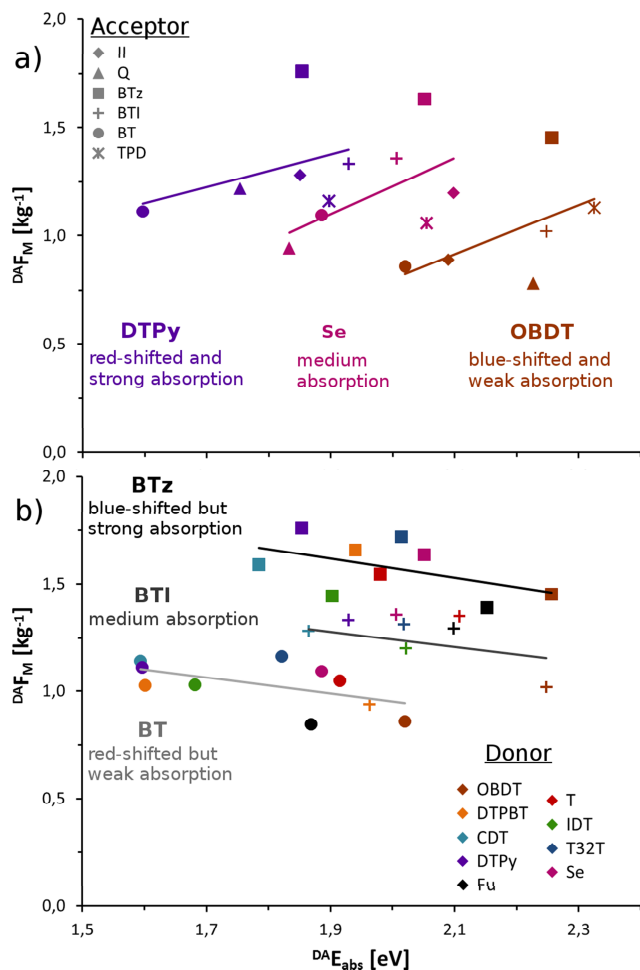 a)
Acceptor
II
Q
BTz
BTI
BT
TPD
2,0
1,5
1,0
0,5
0,0
ᴰᴬF_M [kg⁻¹]
DTPy
red-shifted and
strong absorption
Se
medium
absorption
OBDT
blue-shifted and
weak absorption
b)
2,0
1,5
1,0
0,5
0,0
ᴰᴬF_M [kg⁻¹]
BTz
blue-shifted but
strong absorption
BTI
medium absorption
BT
red-shifted but
weak absorption
Donor
OBDT
DTPBT
CDT
DTPy
Fu
T
IDT
T32T
Se
1,5 1,7 1,9 2,1 2,3
ᴰᴬE_abs [eV]